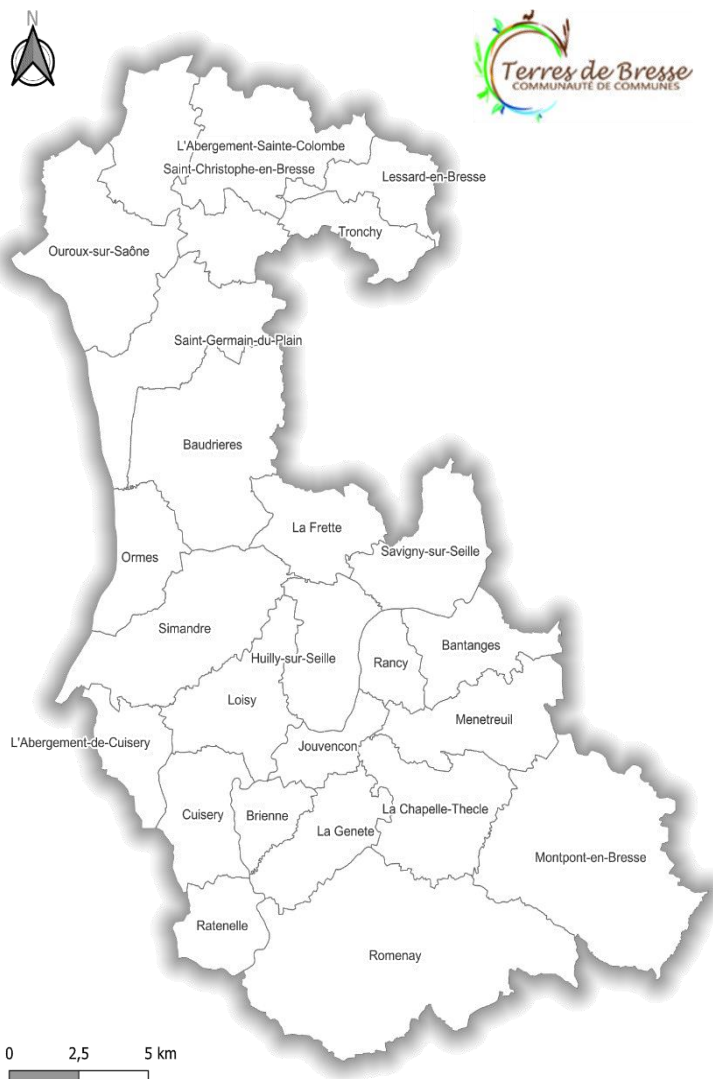 N
Terres de Bresse
COMMUNAUTÉ DE COMMUNES
L'Abergement-Sainte-Colombe
Saint-Christophe-en-Bresse
Lessard-en-Bresse
Tronchy
Ouroux-sur-Saône
Saint-Germain-du-Plain
Baudrieres
La Frette
Savigny-sur-Seille
Ormes
Simandre
Huilly-sur-Seille
Rancy
Bantanges
Loisy
Menetreuil
L'Abergement-de-Cuisery
Jouvencon
Cuisery
Brienne
La Chapelle-Thecle
La Genete
Montpont-en-Bresse
Ratenelle
Romenay
0 2,5 5 km